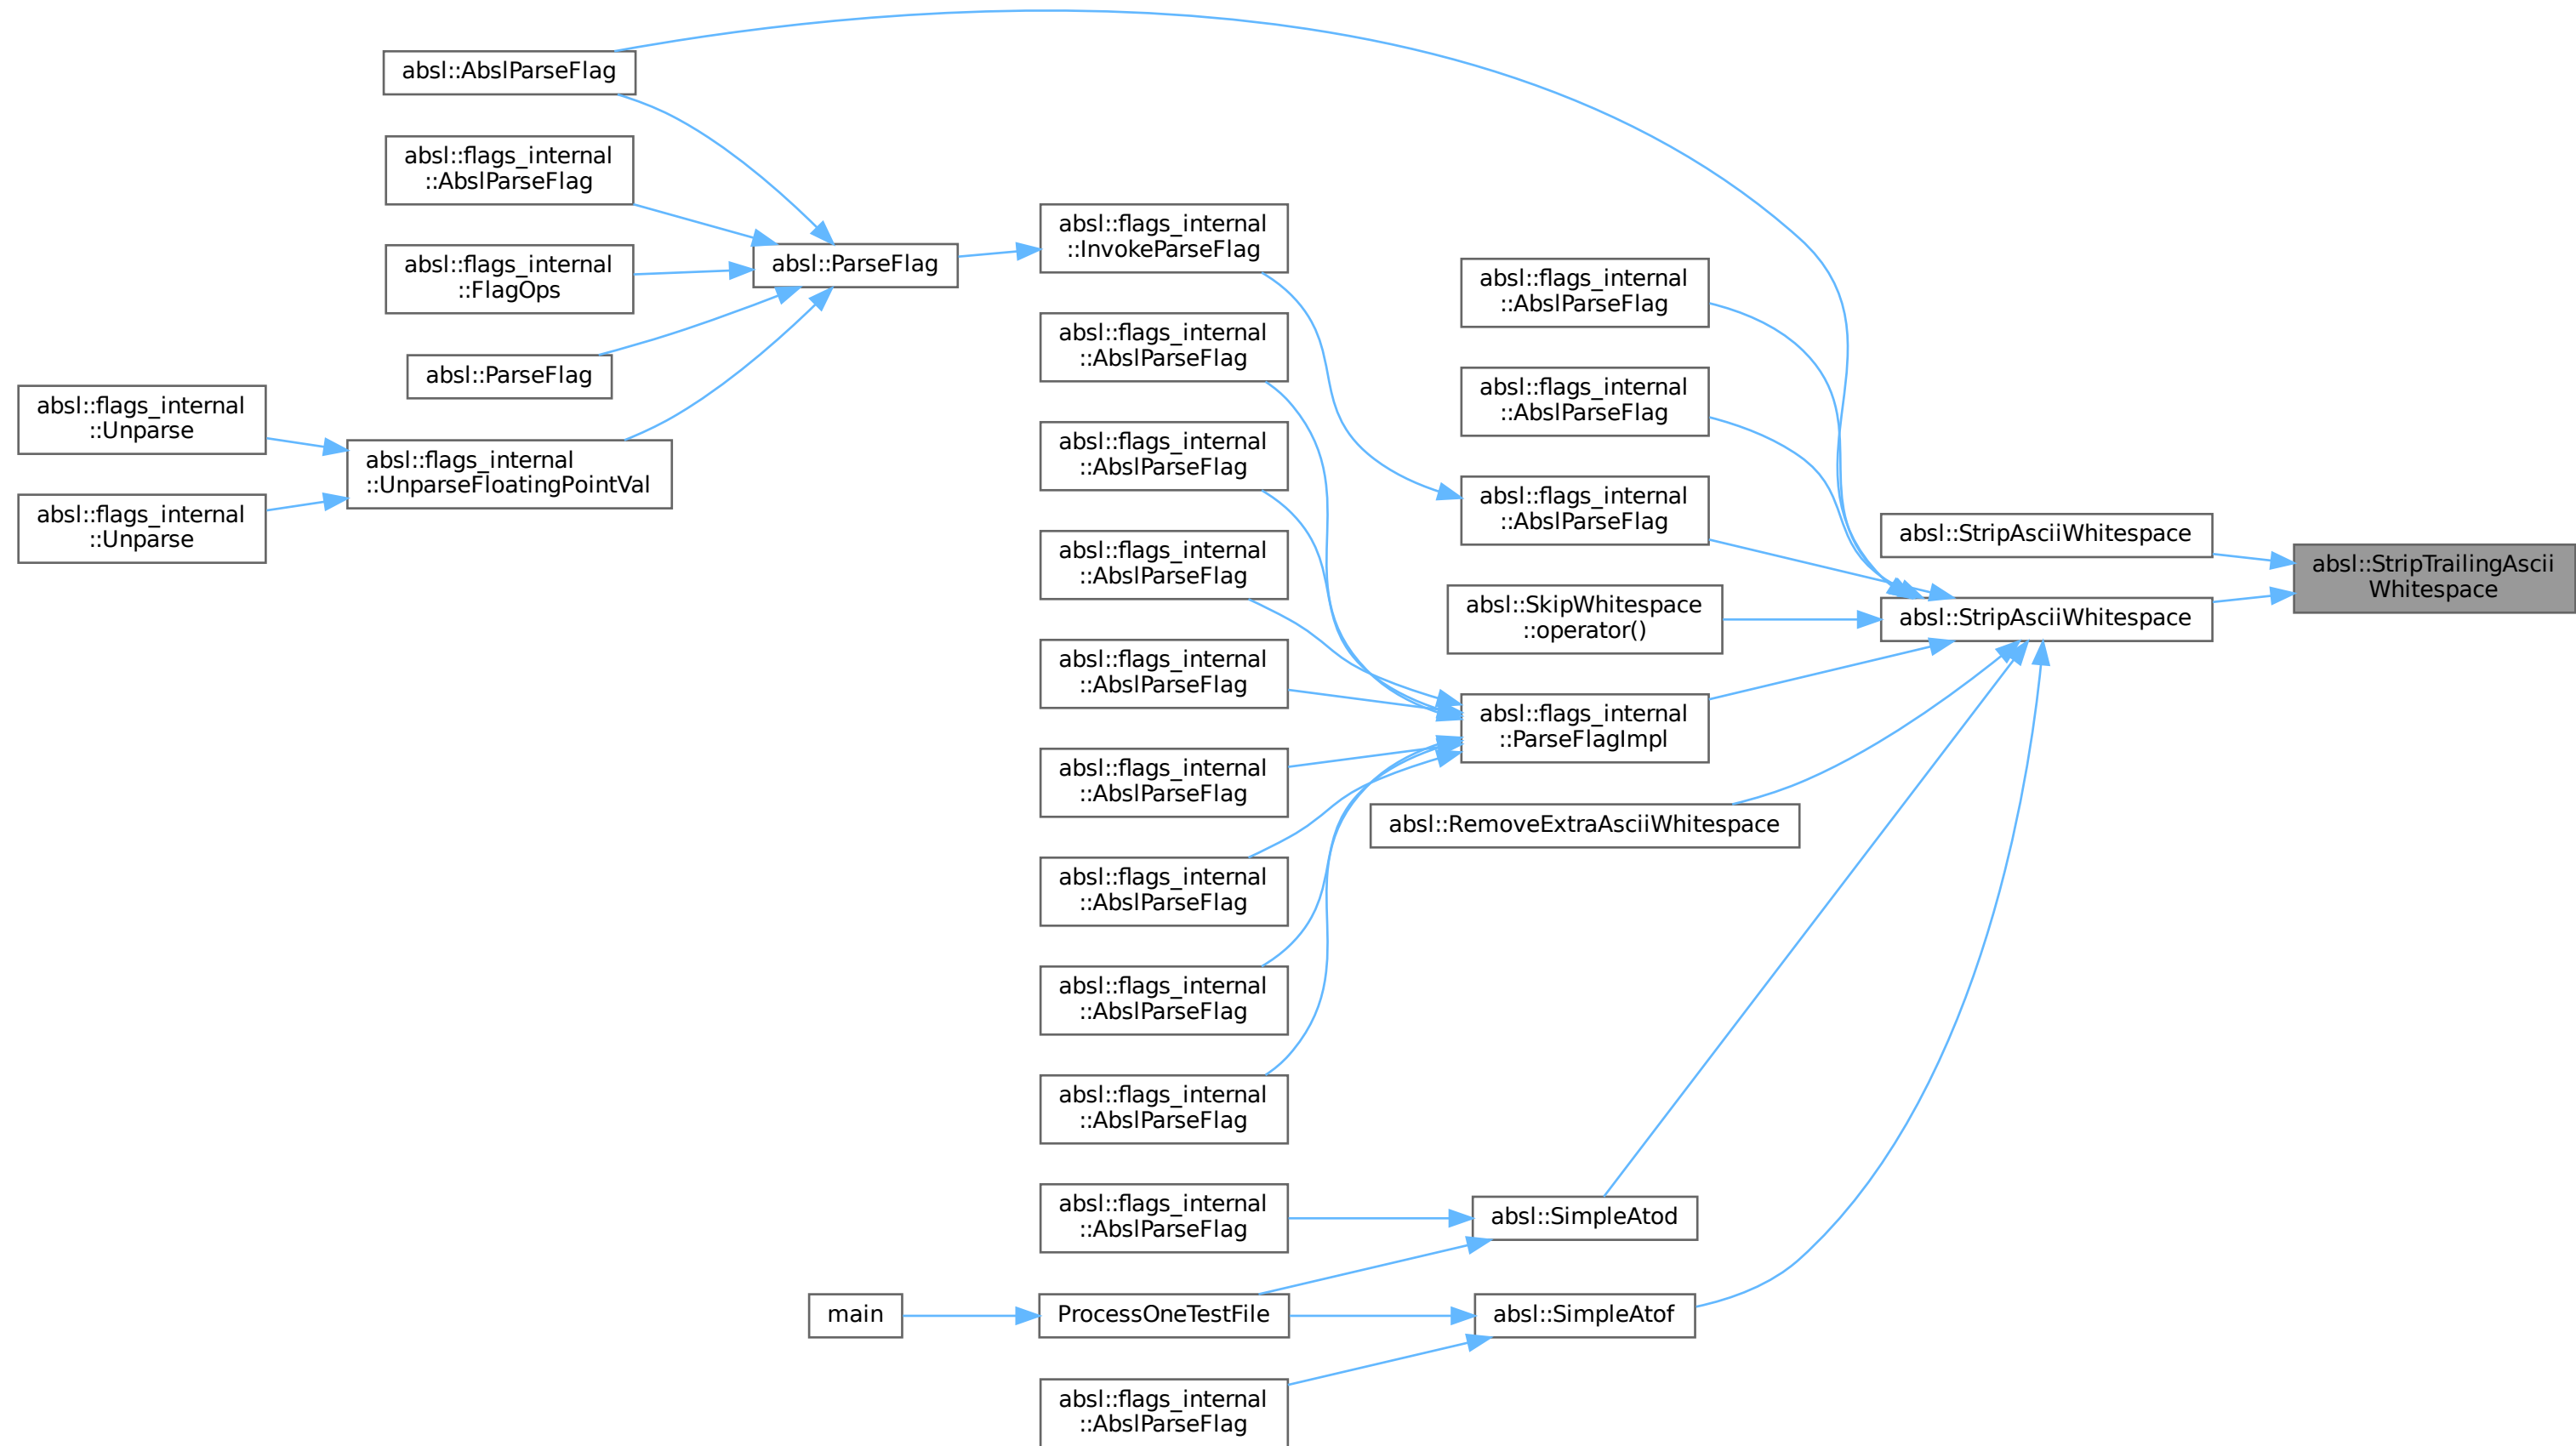 absl::AbslParseFlag
absl::flags_internal
::AbslParseFlag
absl::flags_internal
::FlagOps
absl::ParseFlag
absl::flags_internal
::Unparse
absl::flags_internal
::Unparse
absl::flags_internal
::UnparseFloatingPointVal
absl::ParseFlag
absl::flags_internal
::InvokeParseFlag
absl::flags_internal
::AbslParseFlag
absl::flags_internal
::AbslParseFlag
absl::flags_internal
::AbslParseFlag
absl::flags_internal
::AbslParseFlag
absl::flags_internal
::AbslParseFlag
absl::flags_internal
::AbslParseFlag
absl::flags_internal
::AbslParseFlag
absl::flags_internal
::AbslParseFlag
absl::flags_internal
::AbslParseFlag
main
ProcessOneTestFile
absl::flags_internal
::AbslParseFlag
absl::flags_internal
::AbslParseFlag
absl::flags_internal
::AbslParseFlag
absl::flags_internal
::AbslParseFlag
absl::SkipWhitespace
::operator()
absl::flags_internal
::ParseFlagImpl
absl::RemoveExtraAsciiWhitespace
absl::SimpleAtod
absl::SimpleAtof
absl::StripAsciiWhitespace
absl::StripAsciiWhitespace
absl::StripTrailingAscii
Whitespace